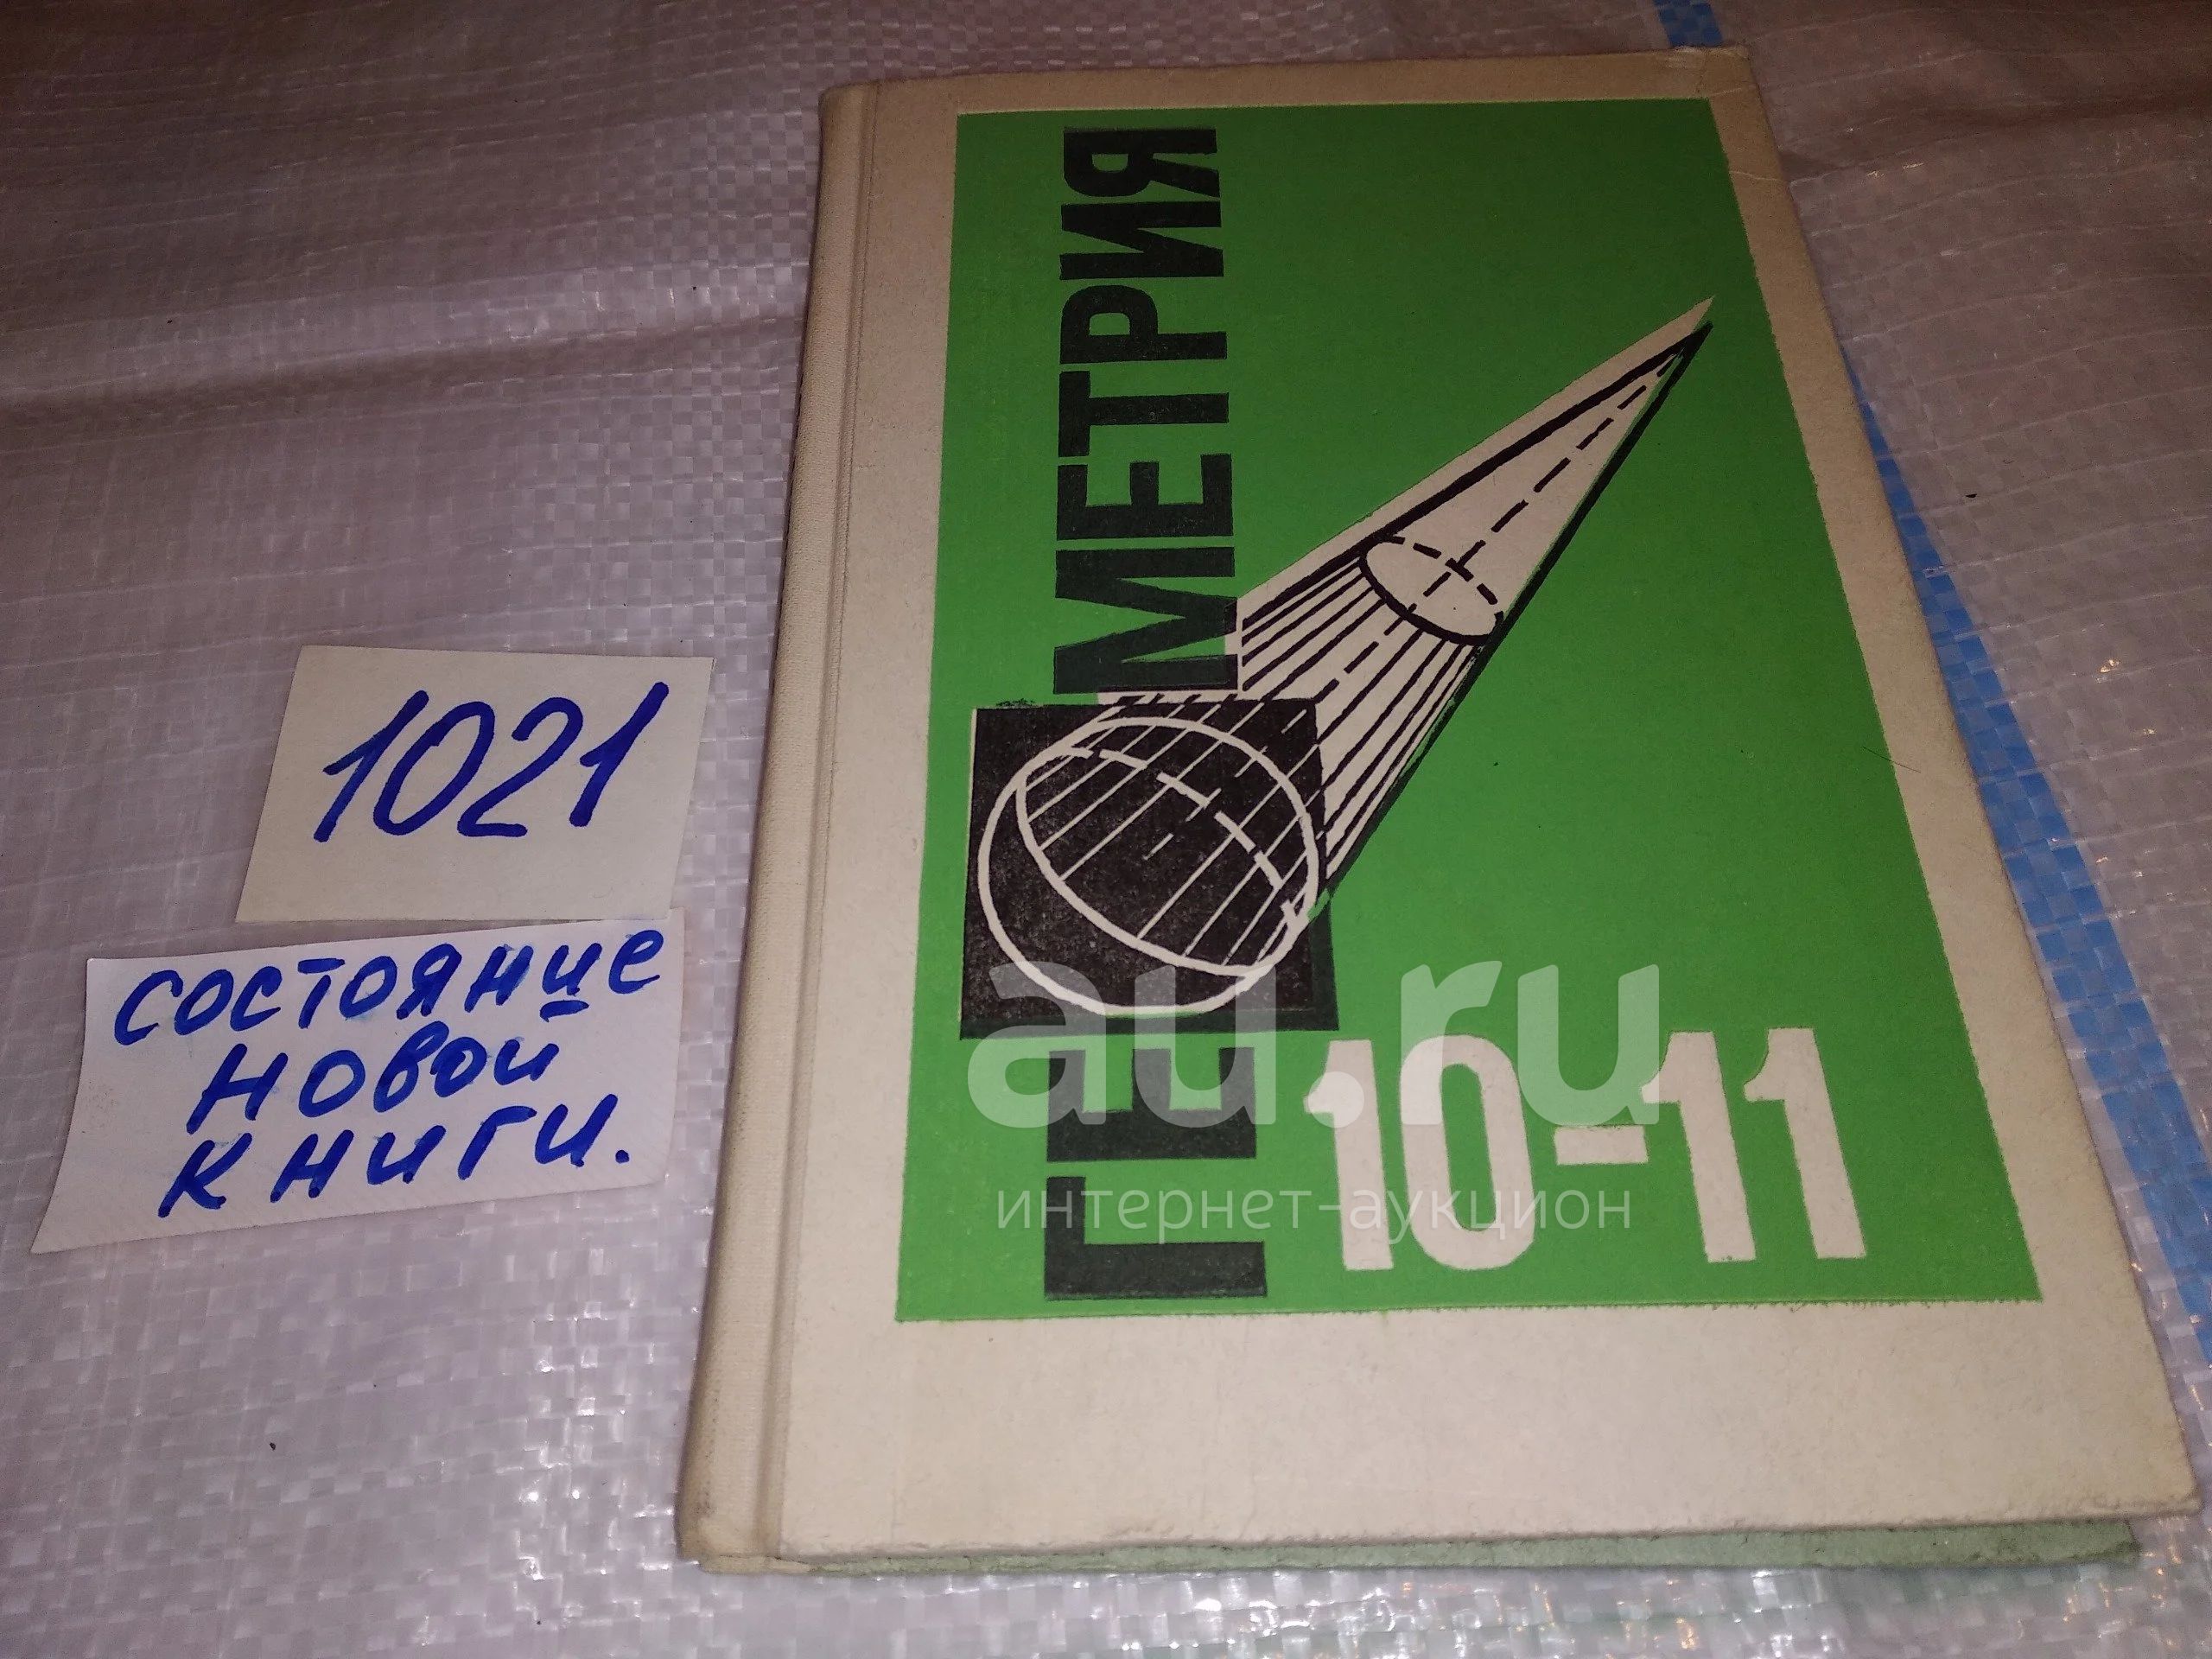 1021
состояние
новой
книги.
ГЕОМЕТРИЯ
10-11
au.ru
интернет-аукцион